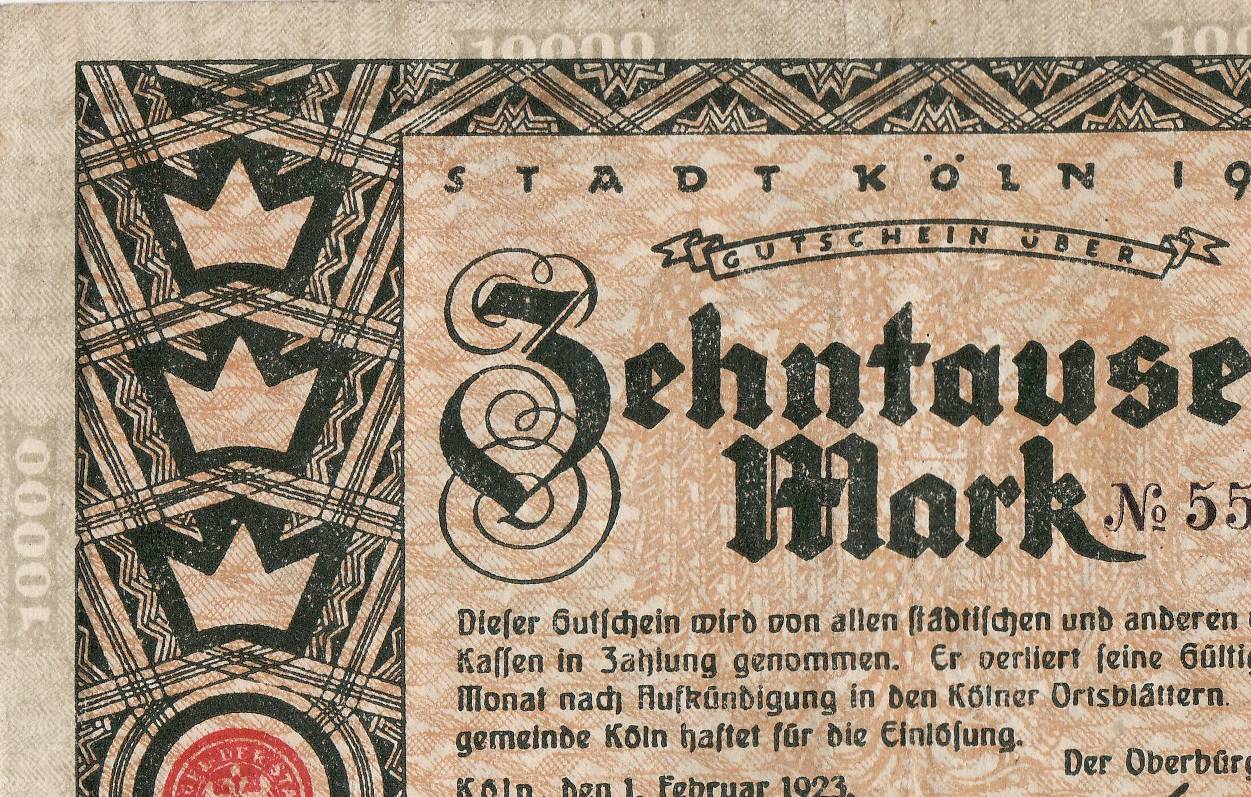 10000
STADT KÖLN 19
GUTSCHEIN ÜBER
Zehntause
Mark № 55
10000
Dieſer Gutſchein wird von allen ſtädtiſchen und anderen
Kaſſen in Zahlung genommen. Er verliert ſeine Gülti
Monat nach Aufkündigung in den Kölner Ortsblättern.
gemeinde Köln haftet für die Einlöſung.
Der Oberbürg
Köln, den 1. Februar 1923.